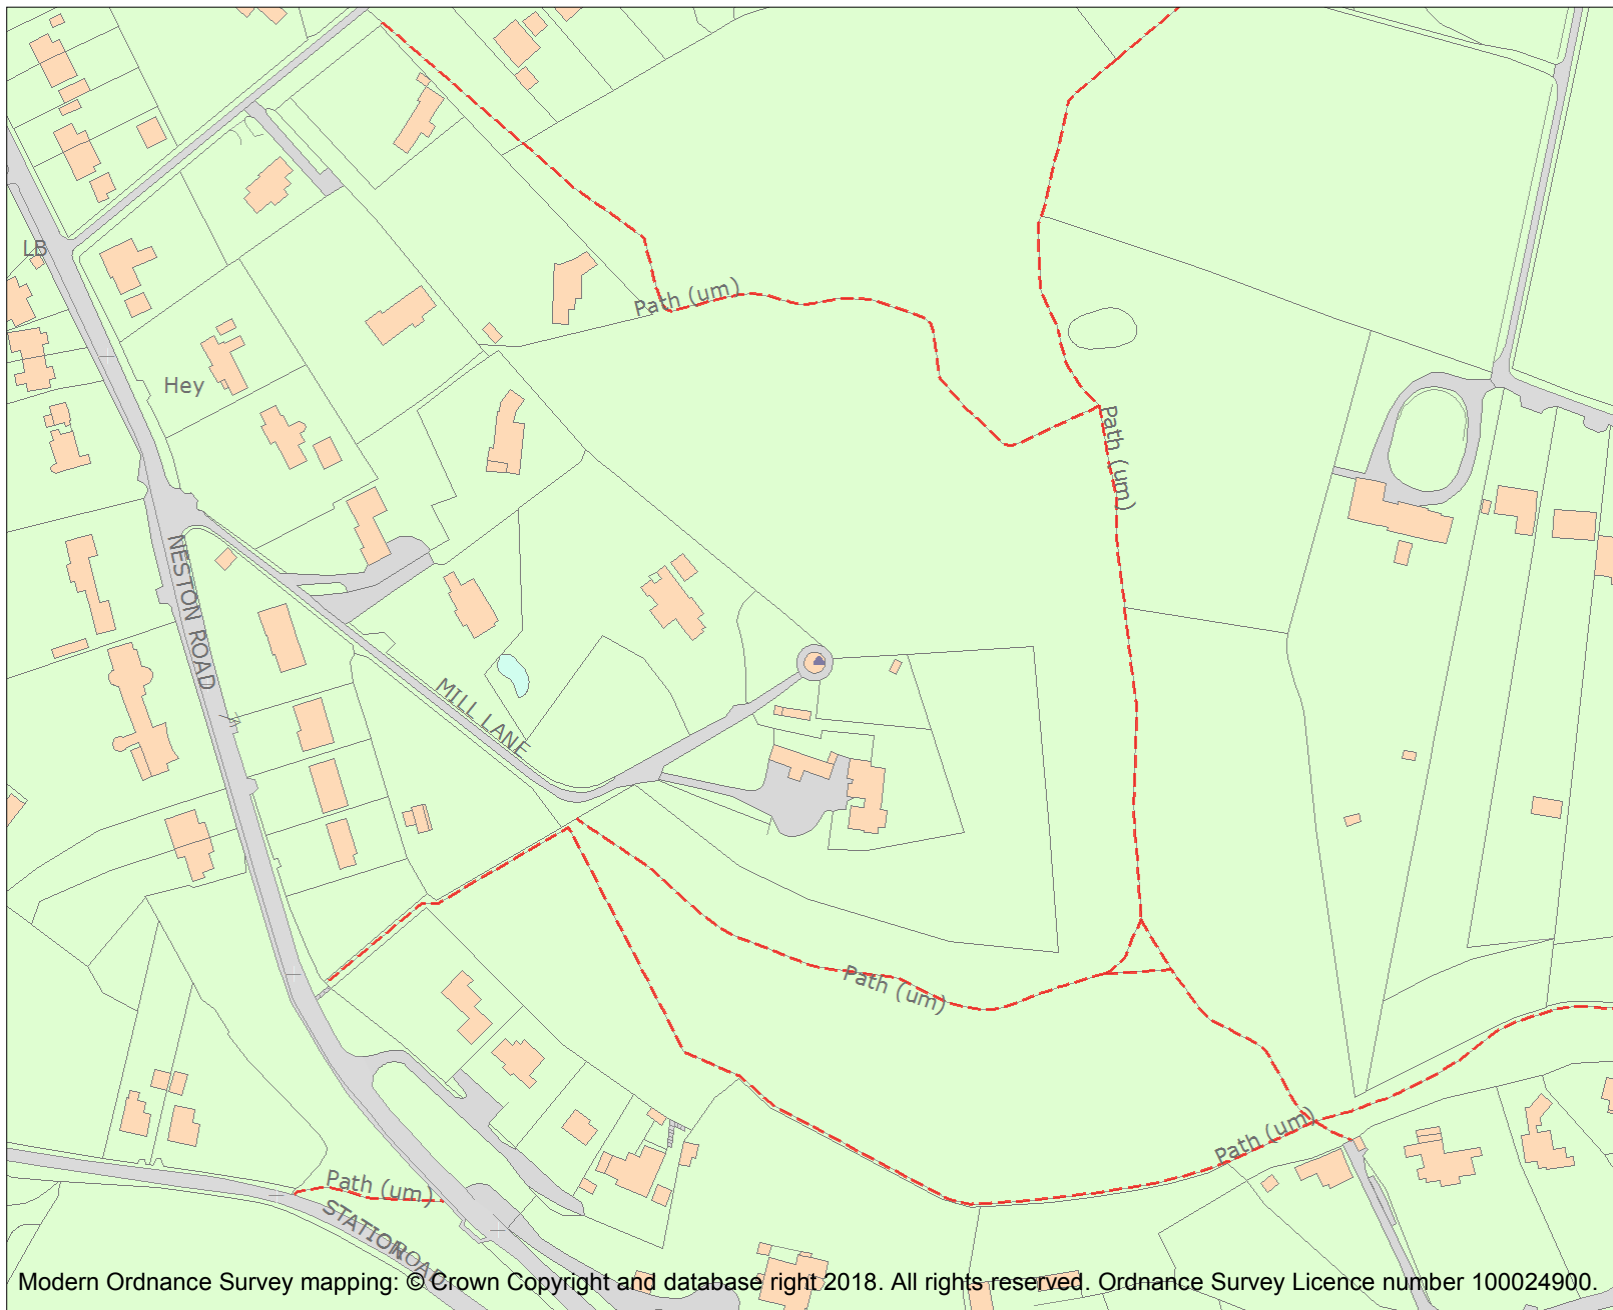 LB
Path (um)
Hey
Path (um)
NESTON ROAD
MILL LANE
Path (um)
Path (um)
Path (um)
STATION ROAD
Modern Ordnance Survey mapping: © Crown Copyright and database right 2018. All rights reserved. Ordnance Survey Licence number 100024900.